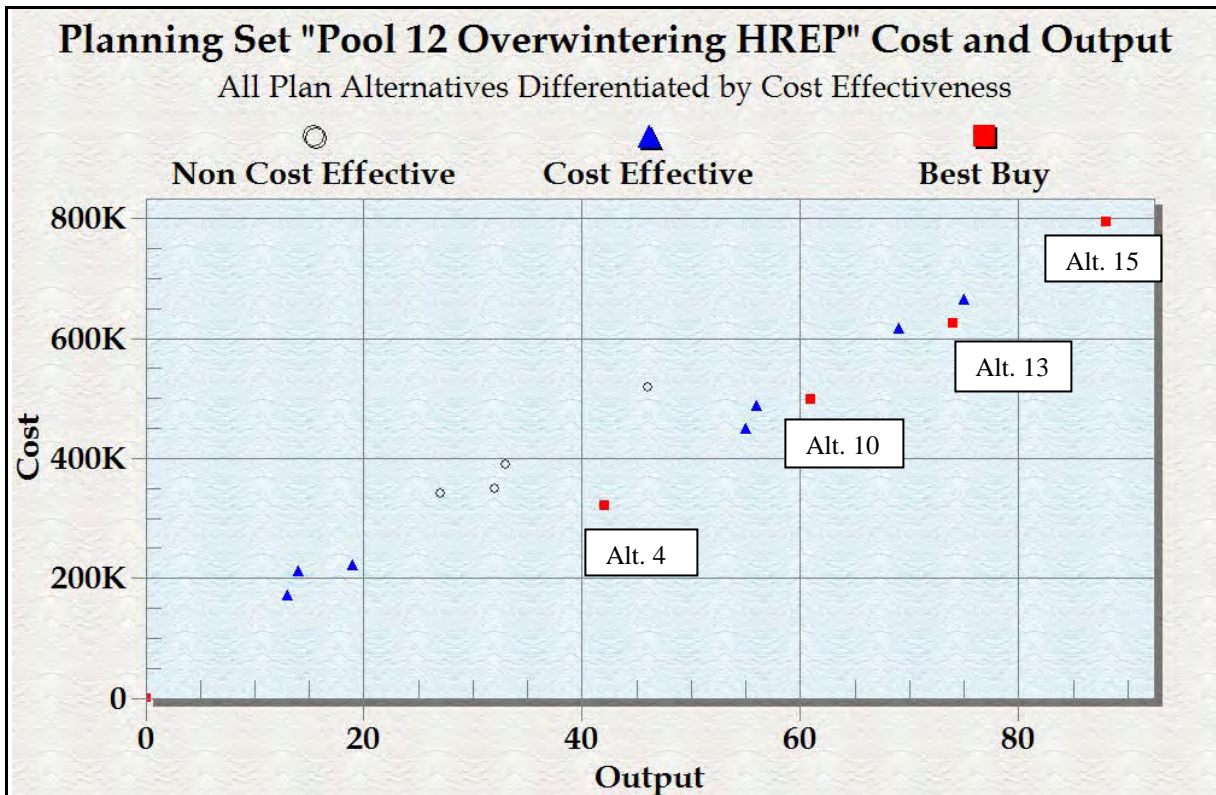 Planning Set "Pool 12 Overwintering HREP" Cost and Output
All Plan Alternatives Differentiated by Cost Effectiveness
Non Cost Effective
Cost Effective
Best Buy
800K
600K
400K
200K
0
Cost
Alt. 15
Alt. 13
Alt. 10
Alt. 4
0
20
40
60
80
Output